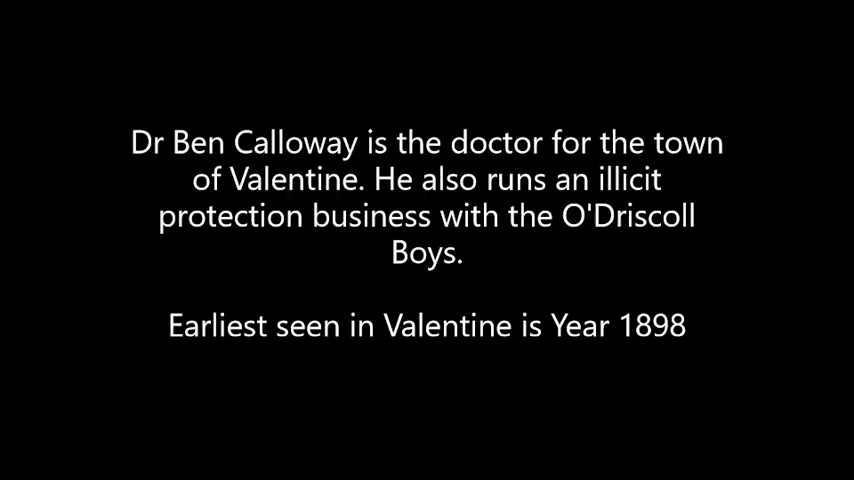 Dr Ben Calloway is the doctor for the town
of Valentine. He also runs an illicit
protection business with the O'Driscoll
Boys.
Earliest seen in Valentine is Year 1898